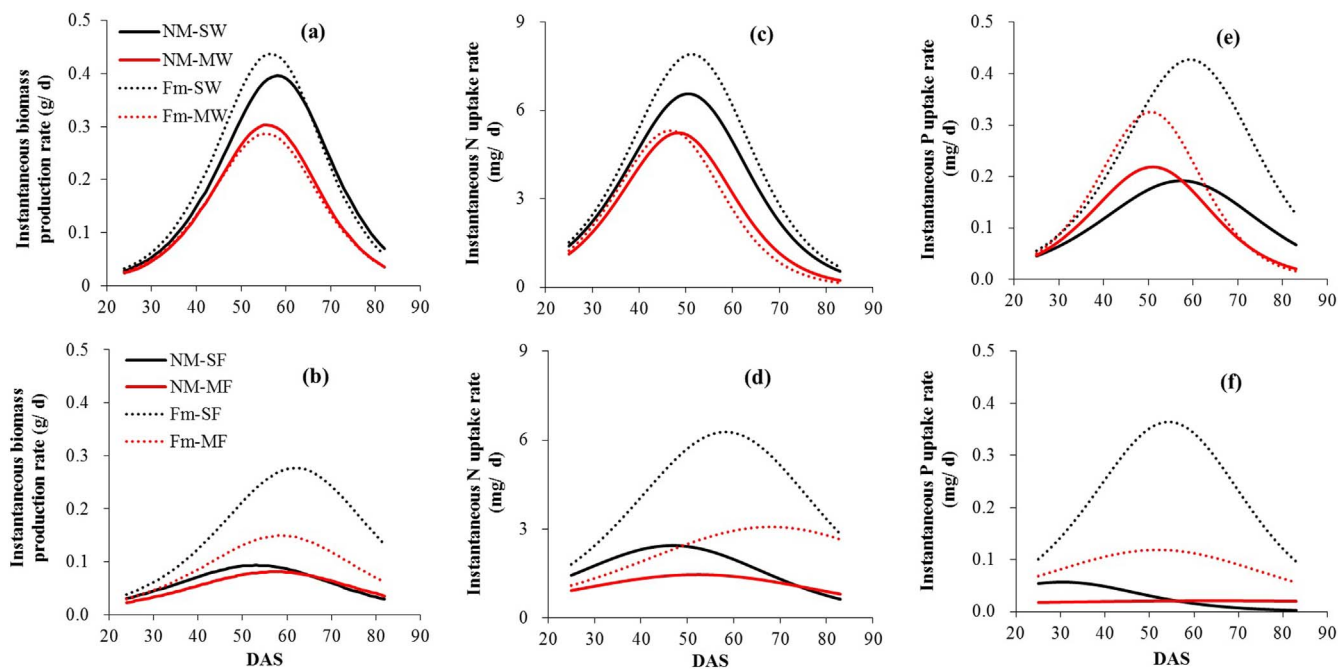 Instantaneous biomass
production rate (g/ d)
0.5
0.4
0.3
0.2
0.1
0
20 30 40 50 60 70 80 90
NM-SW
NM-MW
Fm-SW
Fm-MW
(a)
Instantaneous N uptake rate
(mg/ d)
9
6
3
0
20 30 40 50 60 70 80 90
(c)
Instantaneous P uptake rate
(mg/ d)
0.5
0.4
0.3
0.2
0.1
0.0
20 30 40 50 60 70 80 90
(e)
Instantaneous biomass
production rate (g/ d)
0.5
0.4
0.3
0.2
0.1
0.0
20 30 40 50 60 70 80 90
DAS
NM-SF
NM-MF
Fm-SF
Fm-MF
(b)
Instantaneous N uptake rate
(mg/ d)
9
6
3
0
20 30 40 50 60 70 80 90
DAS
(d)
Instantaneous P uptake rate
(mg/ d)
0.5
0.4
0.3
0.2
0.1
0.0
20 30 40 50 60 70 80 90
DAS
(f)